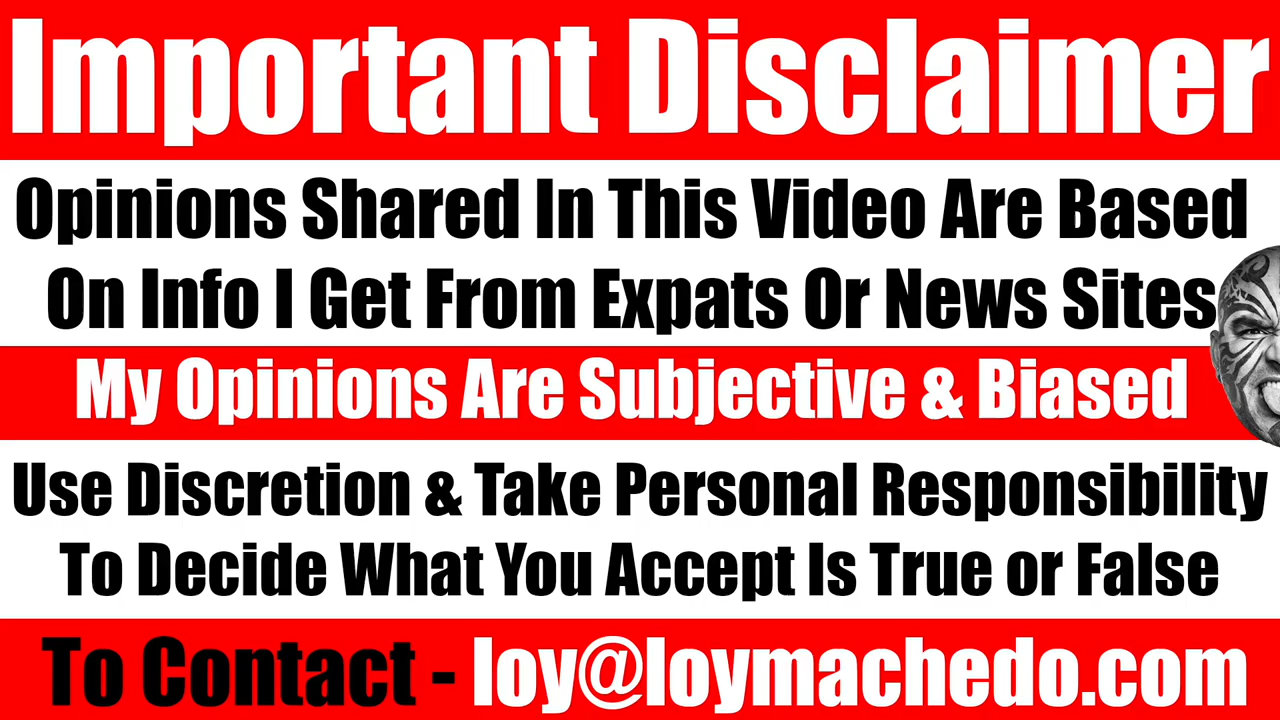 Important Disclaimer
Opinions Shared In This Video Are Based
On Info I Get From Expats Or News Sites
My Opinions Are Subjective & Biased
Use Discretion & Take Personal Responsibility
To Decide What You Accept Is True or False
To Contact - loy@loymachedo.com